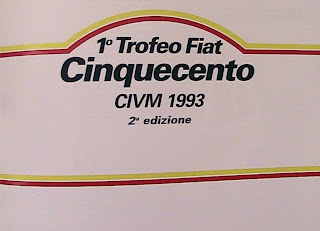 1° Trofeo Fiat
Cinquecento
CIVM 1993
2ª edizione